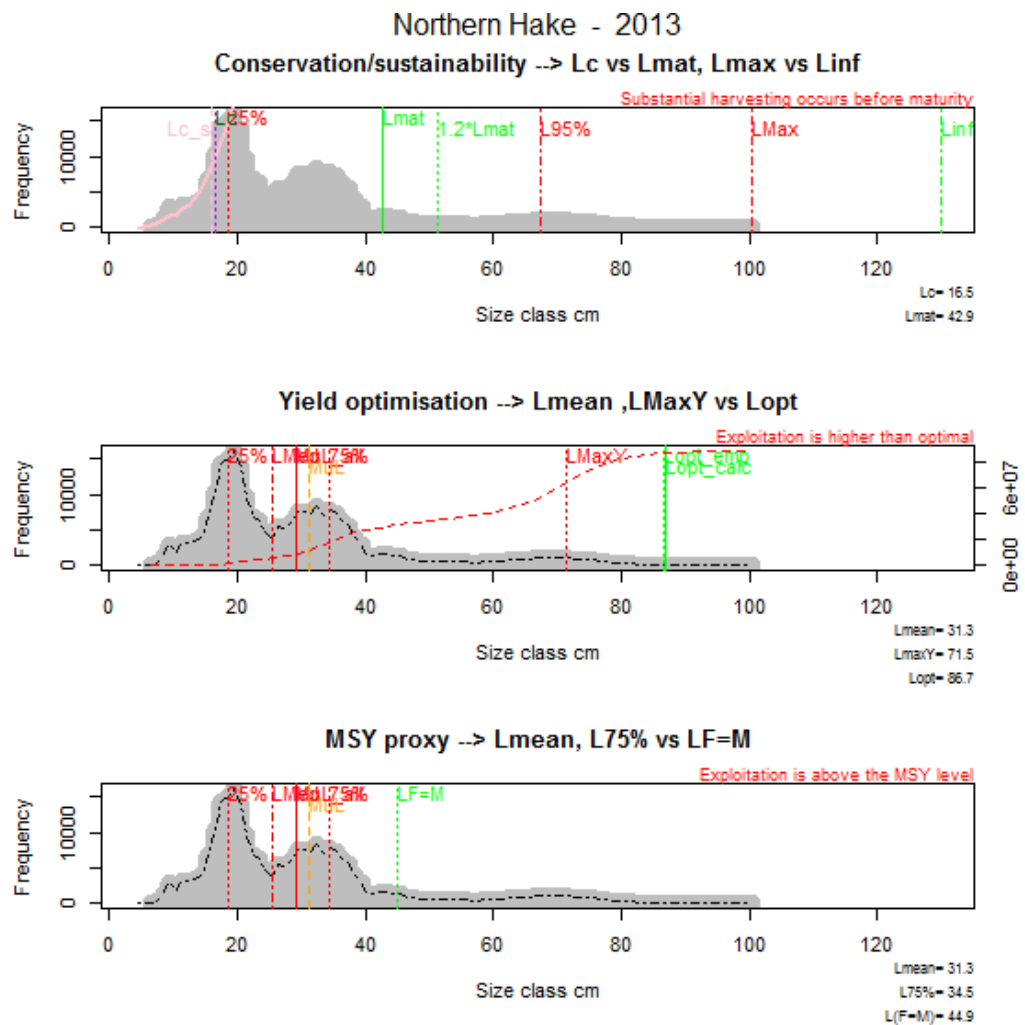 Northern Hake - 2013
Conservation/sustainability --> Lc vs Lmat, Lmax vs Linf
Substantial harvesting occurs before maturity
Lc_s
25%
Lmat
1.2*Lmat
L95%
LMax
Linf
Frequency
0
10000
0
20
40
60
80
100
120
Size class cm
Lc= 16.5
Lmat= 42.9
Yield optimisation --> Lmean ,LMaxY vs Lopt
Exploitation is higher than optimal
25%
L75%
LMaxY
Lopt_emp
Lopt_calc
Frequency
0
10000
0e+00
6e+07
0
20
40
60
80
100
120
Size class cm
Lmean= 31.3
LmaxY= 71.5
Lopt= 86.7
MSY proxy --> Lmean, L75% vs LF=M
Exploitation is above the MSY level
25%
L75%
LF=M
Frequency
0
10000
0
20
40
60
80
100
120
Size class cm
Lmean= 31.3
L75%= 34.5
L(F=M)= 44.9